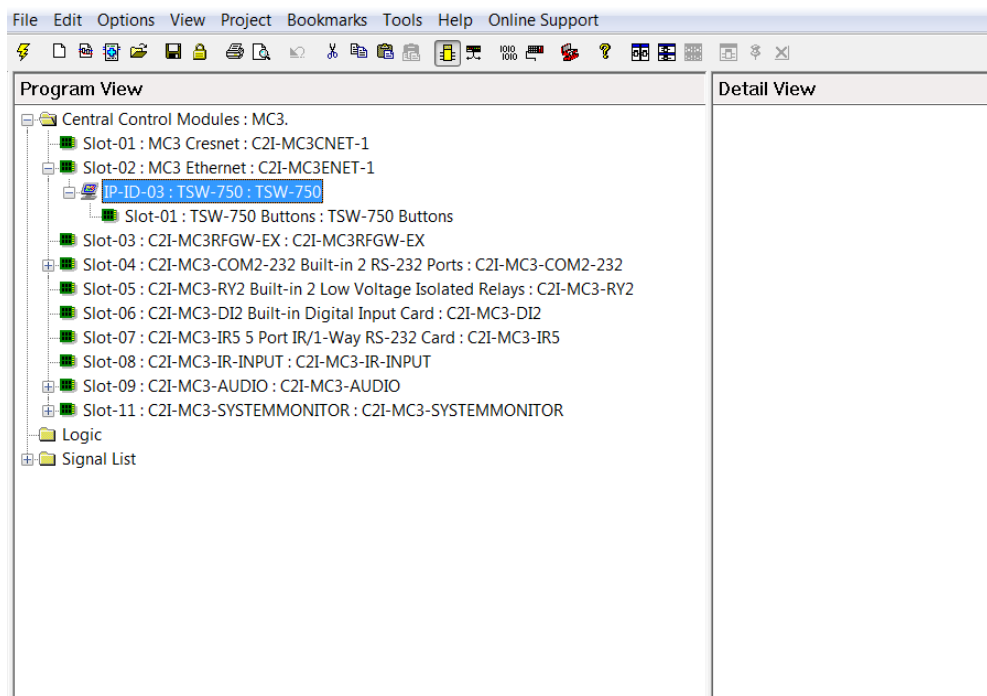 File Edit Options View Project Bookmarks Tools Help Online Support
Program View
Central Control Modules : MC3.
Slot-01 : MC3 Cresnet : C2I-MC3CNET-1
Slot-02 : MC3 Ethernet : C2I-MC3ENET-1
IP-ID-03 : TSW-750 : TSW-750
Slot-01 : TSW-750 Buttons : TSW-750 Buttons
Slot-03 : C2I-MC3RFGW-EX : C2I-MC3RFGW-EX
Slot-04 : C2I-MC3-COM2-232 Built-in 2 RS-232 Ports : C2I-MC3-COM2-232
Slot-05 : C2I-MC3-RY2 Built-in 2 Low Voltage Isolated Relays : C2I-MC3-RY2
Slot-06 : C2I-MC3-DI2 Built-in Digital Input Card : C2I-MC3-DI2
Slot-07 : C2I-MC3-IR5 5 Port IR/1-Way RS-232 Card : C2I-MC3-IR5
Slot-08 : C2I-MC3-IR-INPUT : C2I-MC3-IR-INPUT
Slot-09 : C2I-MC3-AUDIO : C2I-MC3-AUDIO
Slot-11 : C2I-MC3-SYSTEMMONITOR : C2I-MC3-SYSTEMMONITOR
Logic
Signal List
Detail View